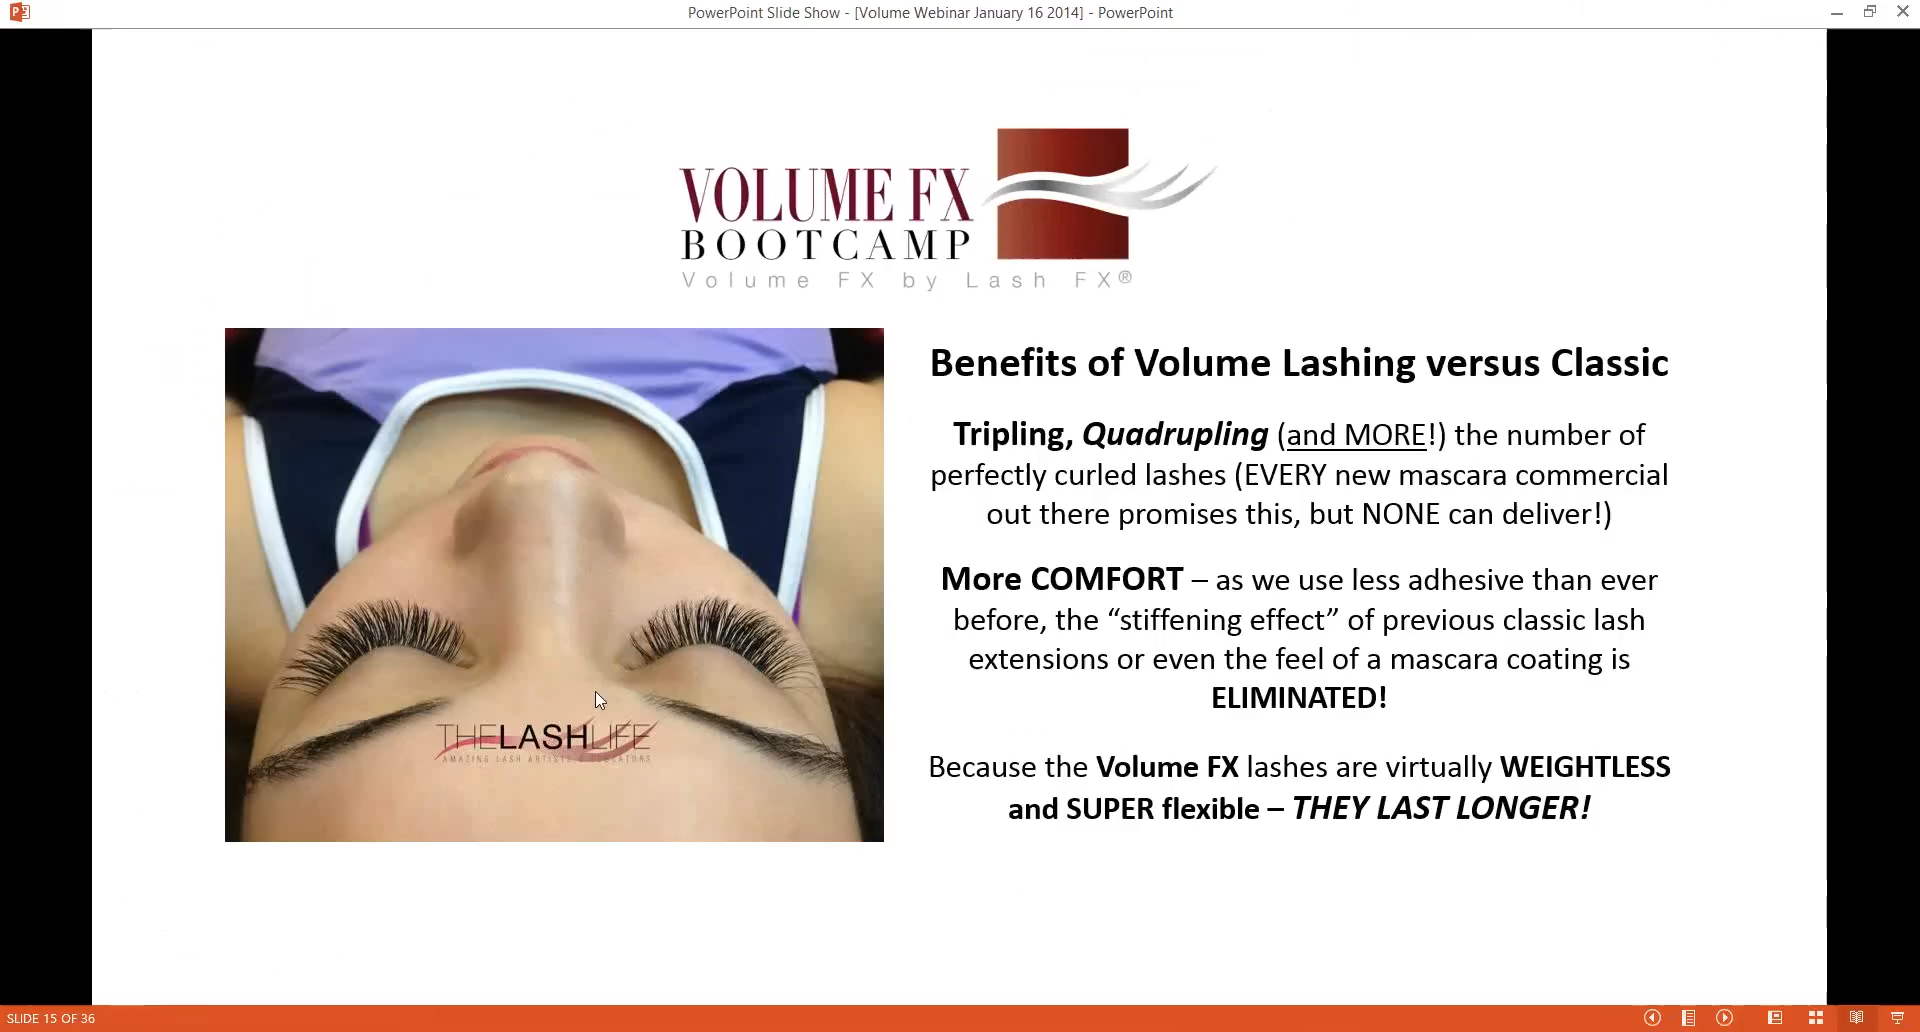 PowerPoint Slide Show - [Volume Webinar January 16 2014] - PowerPoint
VOLUME FX
BOOTCAMP
Volume FX by Lash FX®
Benefits of Volume Lashing versus Classic
Tripling, Quadrupling (and MORE!) the number of
perfectly curled lashes (EVERY new mascara commercial
out there promises this, but NONE can deliver!)
More COMFORT – as we use less adhesive than ever
before, the “stiffening effect” of previous classic lash
extensions or even the feel of a mascara coating is
ELIMINATED!
Because the Volume FX lashes are virtually WEIGHTLESS
and SUPER flexible – THEY LAST LONGER!
THELASHLIFE
AMAZING LASH ARTIST
SLIDE 15 OF 36